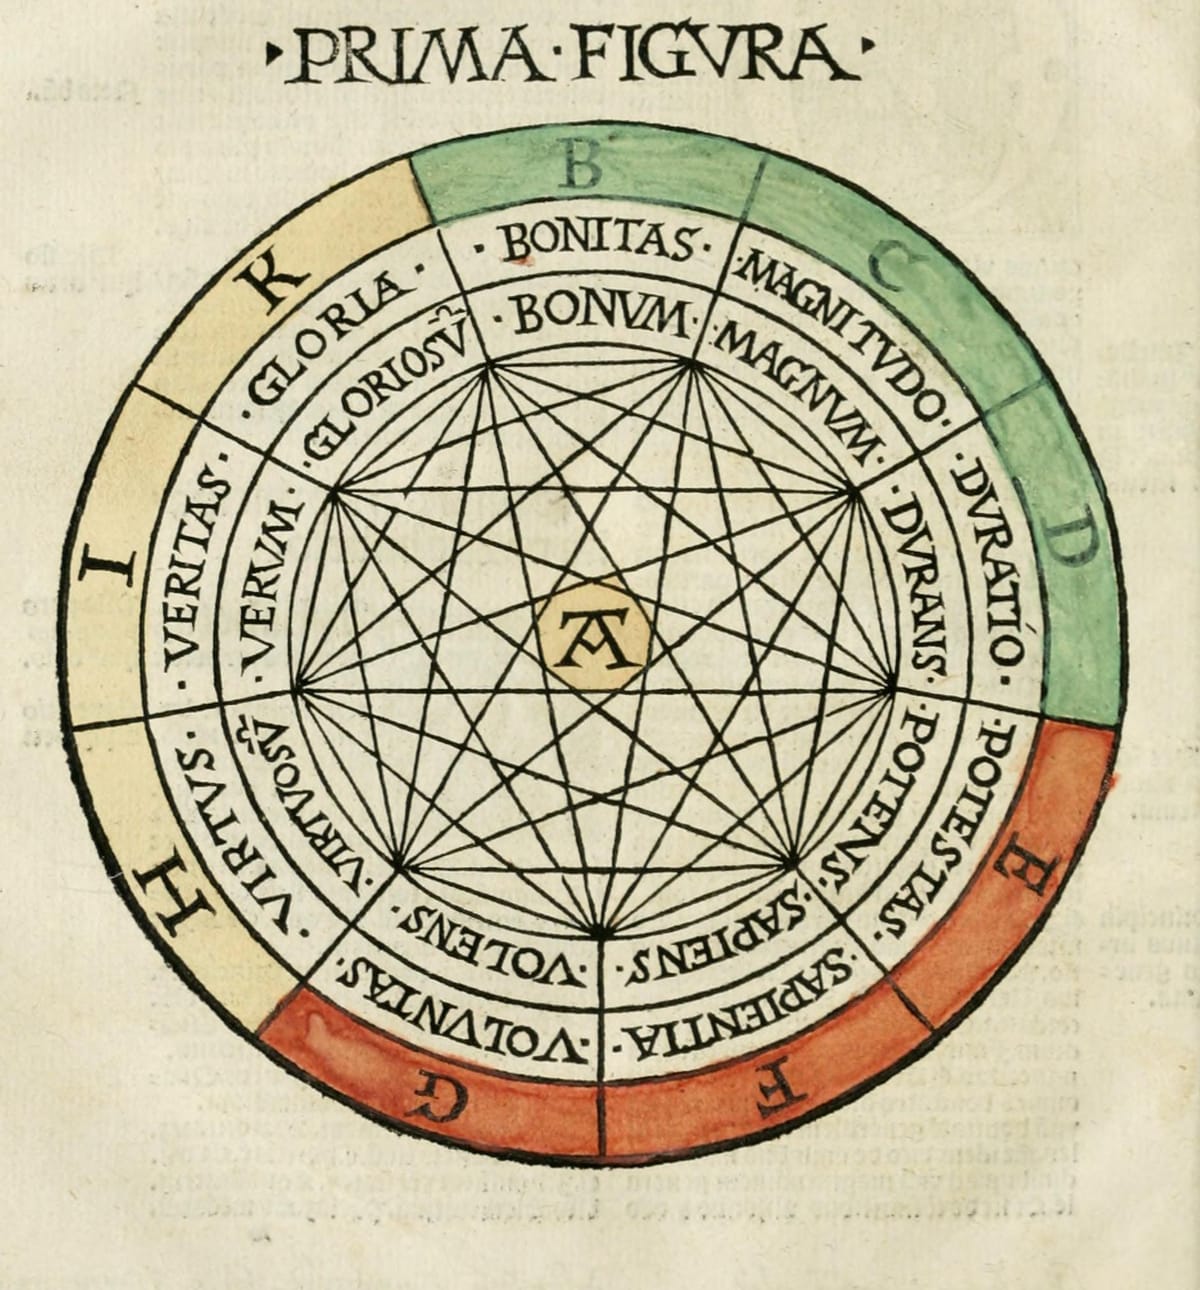 PRIMA·FIGVRA·
B
C
D
E
F
G
H
I
K
·BONITAS·
·MAGNITVDO·
·DVRATIO·
·POTESTAS·
·SAPIENTIA·
·VOLVNTAS·
·VIRTVS·
·VERITAS·
·GLORIA·
·BONVM·
·MAGNVM·
·DVRANS·
·POTENS·
·SAPIENS·
·VOLENS·
·VIRTVOSV̄
·VERVM·
·GLORIOSV̄
A